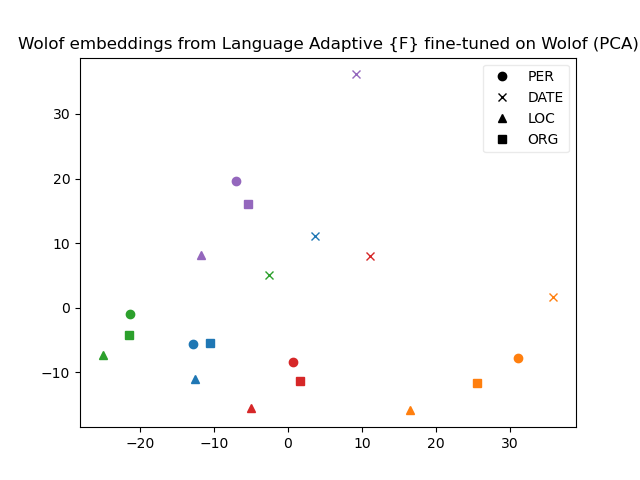 Wolof embeddings from Language Adaptive {F} fine-tuned on Wolof (PCA)
PER
DATE
LOC
ORG
30
20
10
0
−10
−20
−10
0
10
20
30